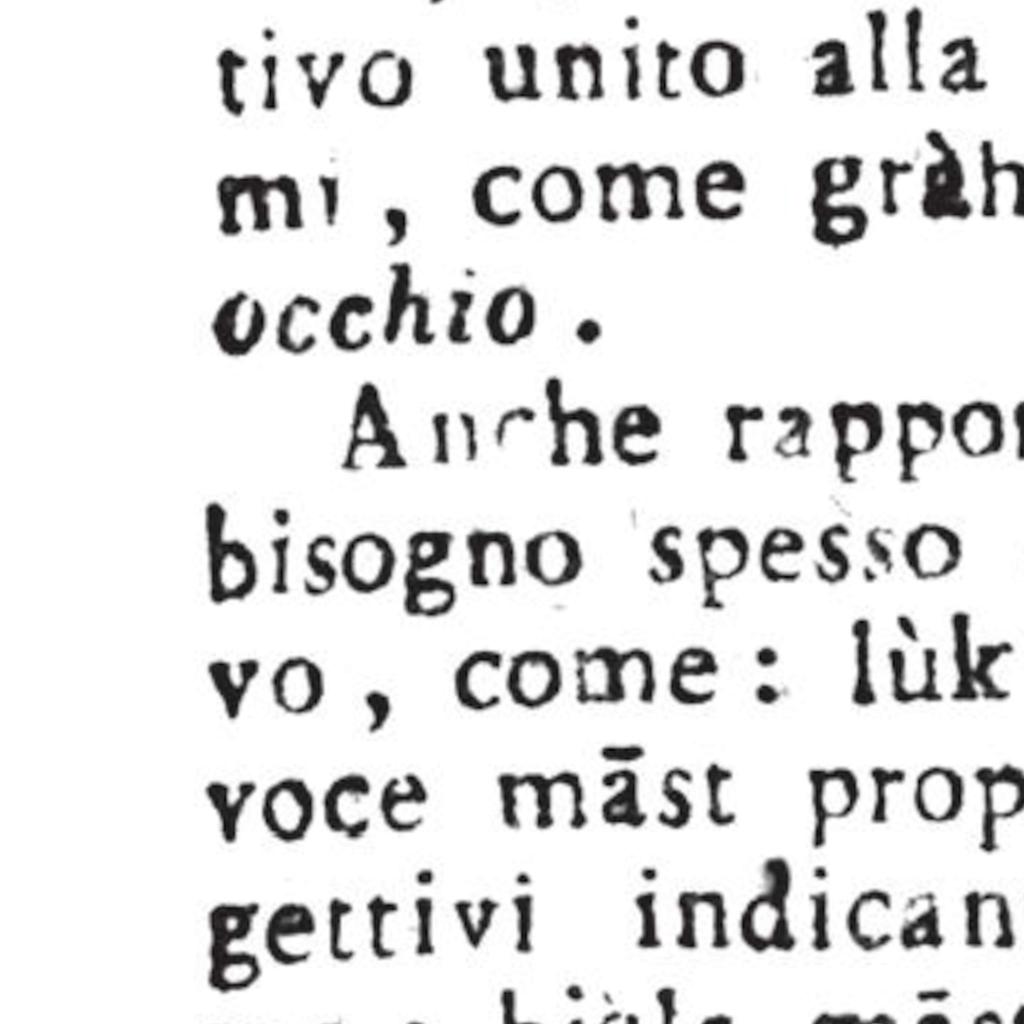 tivo unito alla
mi, come gràh
occhio.
Anche rappor
bisogno spesso
vo, come: lùk
voce māst prop
gettivi indican